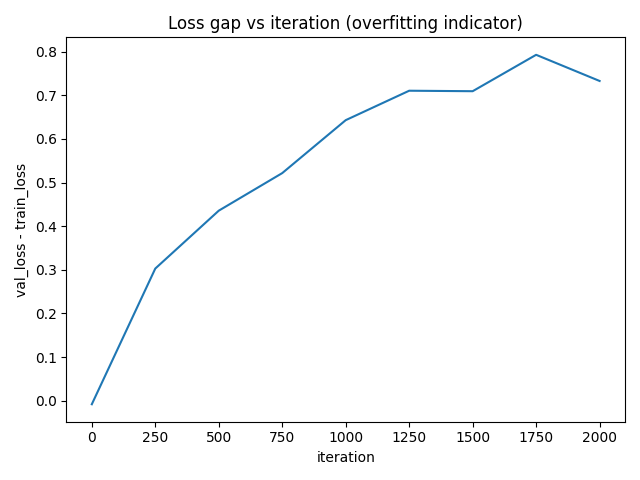 Loss gap vs iteration (overfitting indicator)
val_loss - train_loss
0.8
0.7
0.6
0.5
0.4
0.3
0.2
0.1
0.0
0 250 500 750 1000 1250 1500 1750 2000
iteration